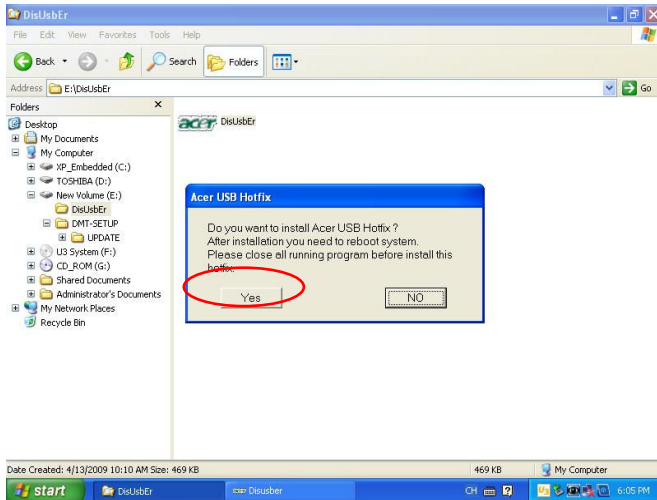 DisUsbEr
File Edit View Favorites Tools Help
Back Search Folders
Address E:\DisUsbEr Go
Folders
Desktop
My Documents
My Computer
XP_Embedded (C:)
TOSHIBA (D:)
New Volume (E:)
DisUsbEr
DMT-SETUP
UPDATE
U3 System (F:)
CD_ROM (G:)
Shared Documents
Administrator's Documents
My Network Places
Recycle Bin
acer DisUsbEr
Acer USB Hotfix
Do you want to install Acer USB Hotfix ?
After installation you need to reboot system.
Please close all running program before install this
hotfix.
Yes NO
Date Created: 4/13/2009 10:10 AM Size: 469 KB 469 KB My Computer
start DisUsbEr Disusber CH 6:05 PM